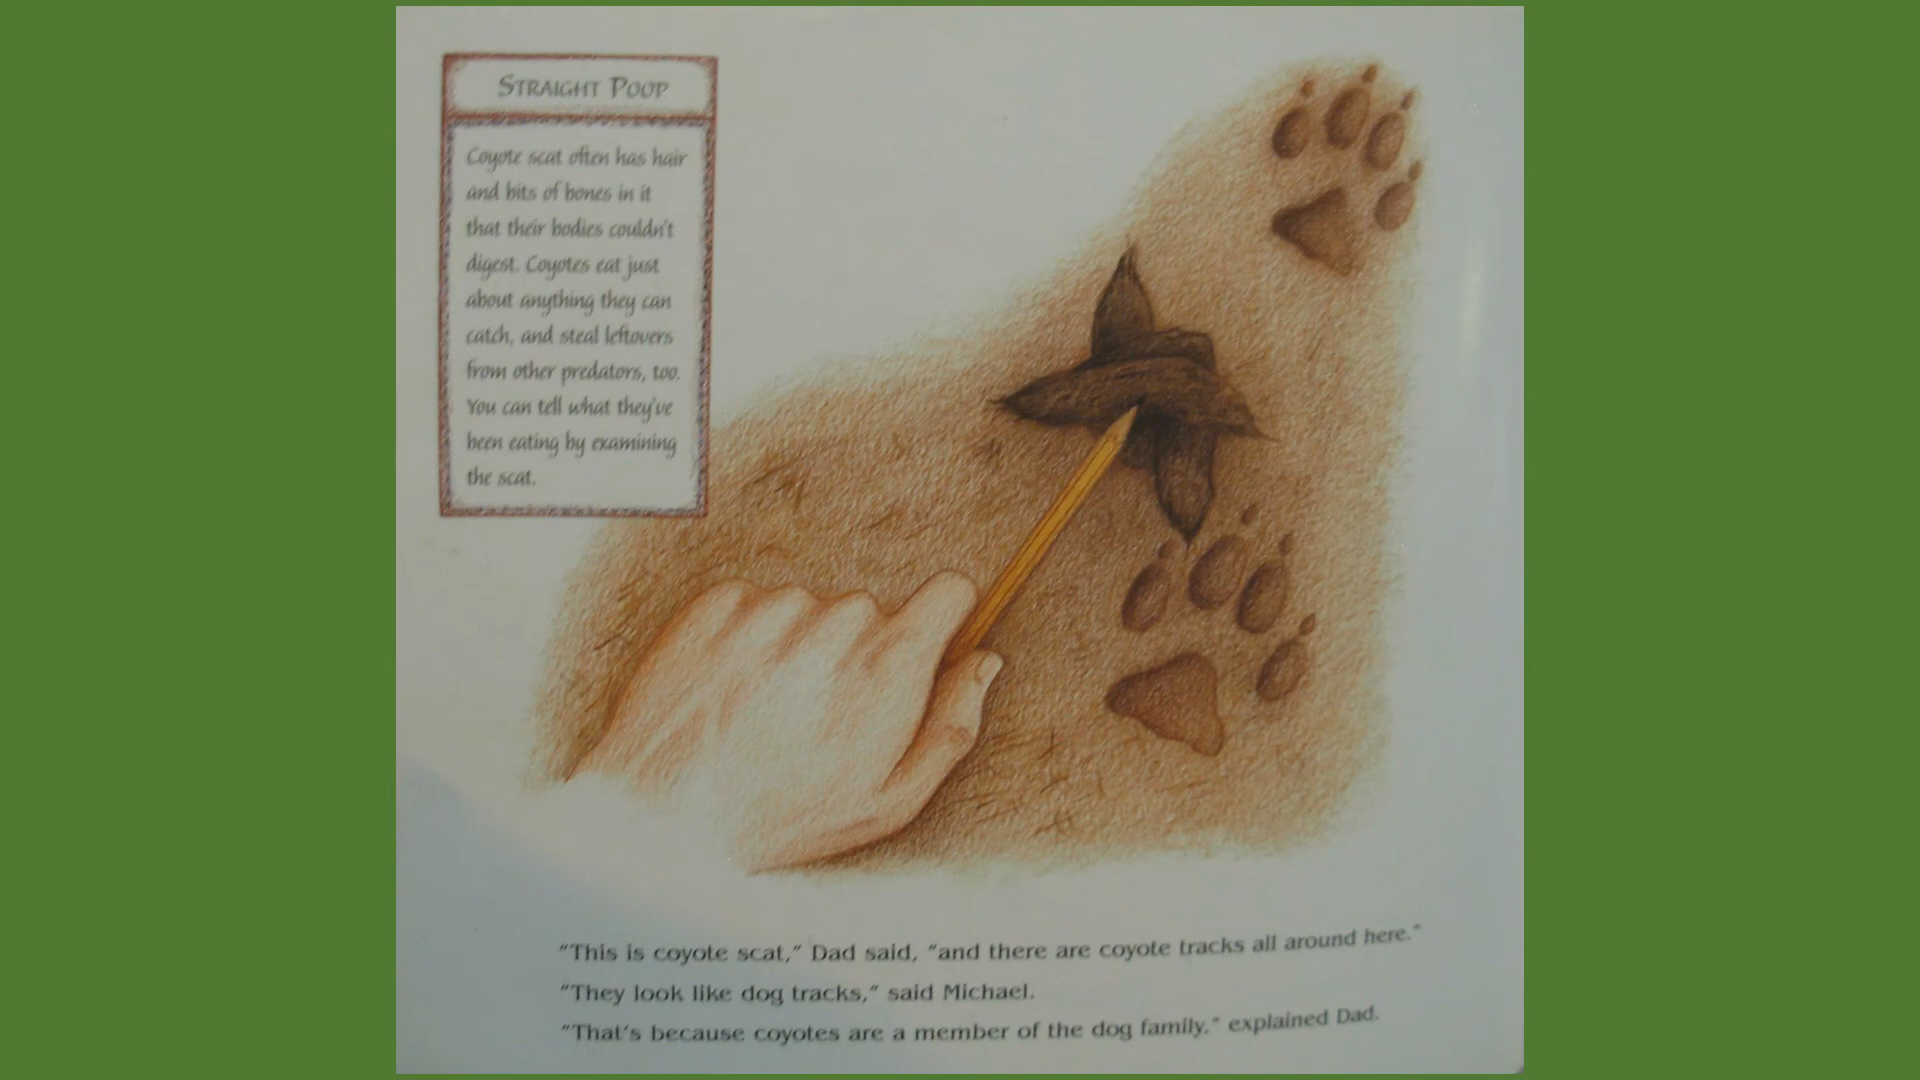 STRAIGHT POOP
Coyote scat often has hair
and bits of bones in it
that their bodies couldn't
digest. Coyotes eat just
about anything they can
catch, and steal leftovers
from other predators, too.
You can tell what they've
been eating by examining
the scat.
"This is coyote scat," Dad said, "and there are coyote tracks all around here."
"They look like dog tracks," said Michael.
"That's because coyotes are a member of the dog family," explained Dad.